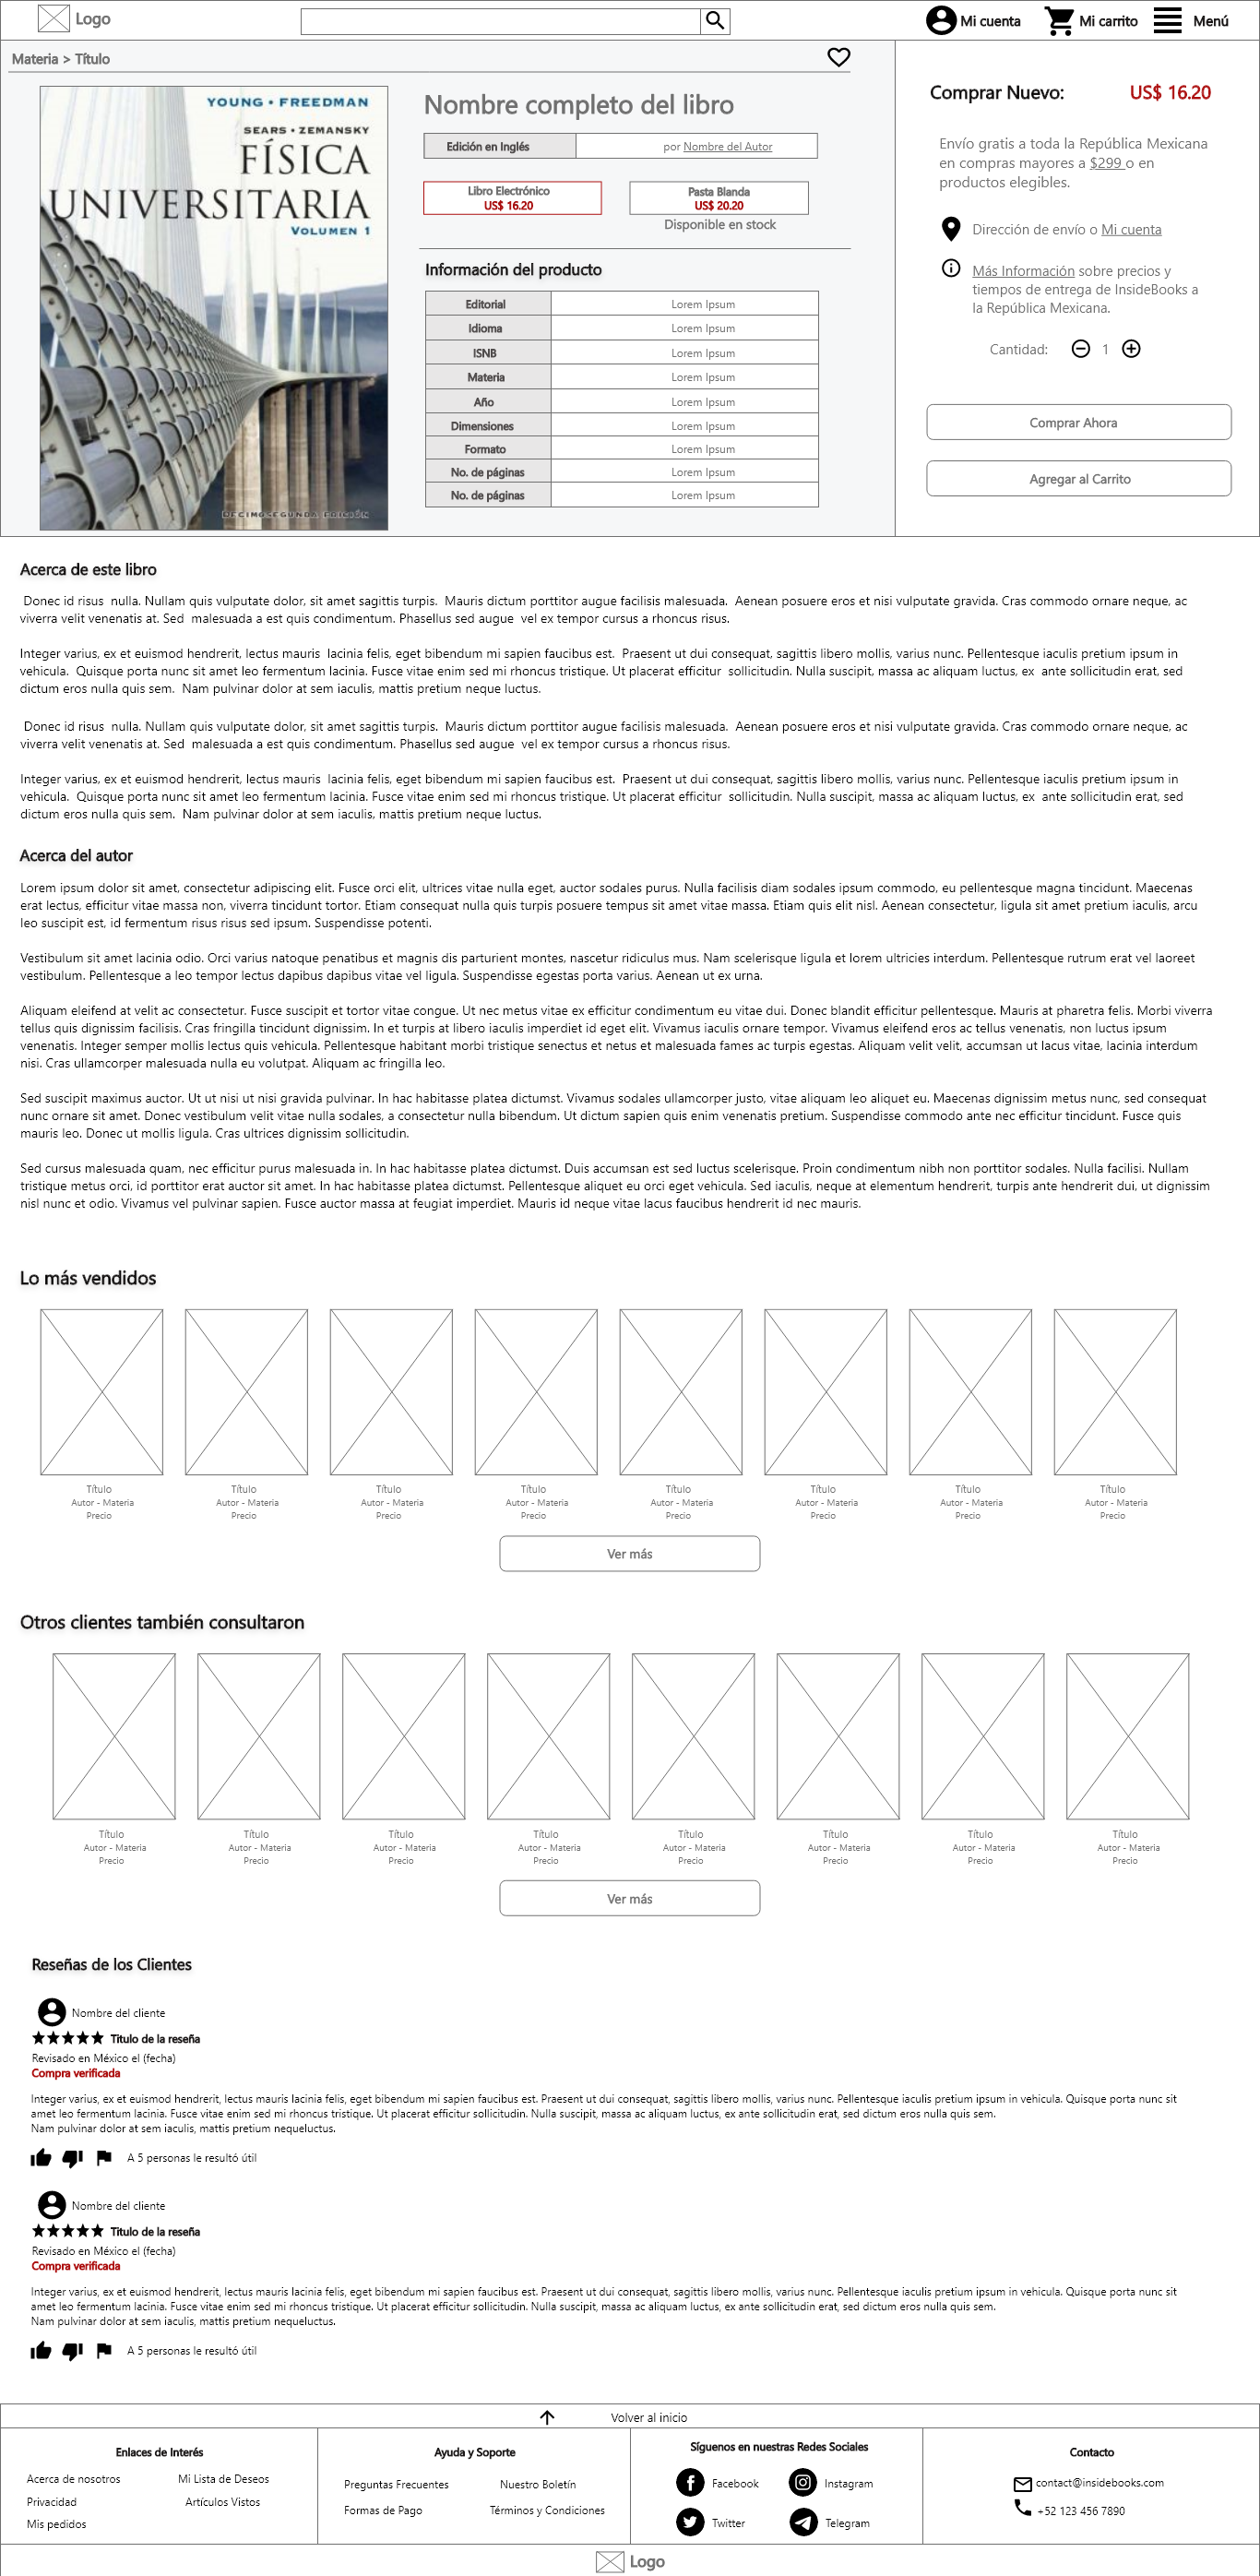 Logo
Mi cuenta
Mi carrito
Menú
Materia > Título
YOUNG • FREEDMAN
SEARS • ZEMANSKY
FÍSICA
UNIVERSITARIA
VOLUMEN 1
DECIMOSEGUNDA EDICIÓN
Nombre completo del libro
Edición en Inglés
por Nombre del Autor
Libro Electrónico
US$ 16.20
Pasta Blanda
US$ 20.20
Disponible en stock
Información del producto
Editorial Lorem Ipsum
Idioma Lorem Ipsum
ISNB Lorem Ipsum
Materia Lorem Ipsum
Año Lorem Ipsum
Dimensiones Lorem Ipsum
Formato Lorem Ipsum
No. de páginas Lorem Ipsum
No. de páginas Lorem Ipsum
Comprar Nuevo: US$ 16.20
Envío gratis a toda la República Mexicana
en compras mayores a $299 o en
productos elegibles.
Dirección de envío o Mi cuenta
Más Información sobre precios y
tiempos de entrega de InsideBooks a
la República Mexicana.
Cantidad: 1
Comprar Ahora
Agregar al Carrito
Acerca de este libro
Donec id risus  nulla. Nullam quis vulputate dolor, sit amet sagittis turpis.  Mauris dictum porttitor augue facilisis malesuada.  Aenean posuere eros et nisi vulputate gravida. Cras commodo ornare neque, ac
viverra velit venenatis at. Sed  malesuada a est quis condimentum. Phasellus sed augue  vel ex tempor cursus a rhoncus risus.
Integer varius, ex et euismod hendrerit, lectus mauris  lacinia felis, eget bibendum mi sapien faucibus est.  Praesent ut dui consequat, sagittis libero mollis, varius nunc. Pellentesque iaculis pretium ipsum in
vehicula.  Quisque porta nunc sit amet leo fermentum lacinia. Fusce vitae enim sed mi rhoncus tristique. Ut placerat efficitur  sollicitudin. Nulla suscipit, massa ac aliquam luctus, ex  ante sollicitudin erat, sed
dictum eros nulla quis sem.  Nam pulvinar dolor at sem iaculis, mattis pretium neque luctus.
Donec id risus  nulla. Nullam quis vulputate dolor, sit amet sagittis turpis.  Mauris dictum porttitor augue facilisis malesuada.  Aenean posuere eros et nisi vulputate gravida. Cras commodo ornare neque, ac
viverra velit venenatis at. Sed  malesuada a est quis condimentum. Phasellus sed augue  vel ex tempor cursus a rhoncus risus.
Integer varius, ex et euismod hendrerit, lectus mauris  lacinia felis, eget bibendum mi sapien faucibus est.  Praesent ut dui consequat, sagittis libero mollis, varius nunc. Pellentesque iaculis pretium ipsum in
vehicula.  Quisque porta nunc sit amet leo fermentum lacinia. Fusce vitae enim sed mi rhoncus tristique. Ut placerat efficitur  sollicitudin. Nulla suscipit, massa ac aliquam luctus, ex  ante sollicitudin erat, sed
dictum eros nulla quis sem.  Nam pulvinar dolor at sem iaculis, mattis pretium neque luctus.
Acerca del autor
Lorem ipsum dolor sit amet, consectetur adipiscing elit. Fusce orci elit, ultrices vitae nulla eget, auctor sodales purus. Nulla facilisis diam sodales ipsum commodo, eu pellentesque magna tincidunt. Maecenas
erat lectus, efficitur vitae massa non, viverra tincidunt tortor. Etiam consequat nulla quis turpis posuere tempus sit amet vitae massa. Etiam quis elit nisl. Aenean consectetur, ligula sit amet pretium iaculis, arcu
leo suscipit est, id fermentum risus risus sed ipsum. Suspendisse potenti.
Vestibulum sit amet lacinia odio. Orci varius natoque penatibus et magnis dis parturient montes, nascetur ridiculus mus. Nam scelerisque ligula et lorem ultricies interdum. Pellentesque rutrum erat vel laoreet
vestibulum. Pellentesque a leo tempor lectus dapibus dapibus vitae vel ligula. Suspendisse egestas porta varius. Aenean ut ex urna.
Aliquam eleifend at velit ac consectetur. Fusce suscipit et tortor vitae congue. Ut nec metus vitae ex efficitur condimentum eu vitae dui. Donec blandit efficitur pellentesque. Mauris at pharetra felis. Morbi viverra
tellus quis dignissim facilisis. Cras fringilla tincidunt dignissim. In et turpis at libero iaculis imperdiet id eget elit. Vivamus iaculis ornare tempor. Vivamus eleifend eros ac tellus venenatis, non luctus ipsum
venenatis. Integer semper mollis lectus quis vehicula. Pellentesque habitant morbi tristique senectus et netus et malesuada fames ac turpis egestas. Aliquam velit velit, accumsan ut lacus vitae, lacinia interdum
nisi. Cras ullamcorper malesuada nulla eu volutpat. Aliquam ac fringilla leo.
Sed suscipit maximus auctor. Ut ut nisi ut nisi gravida pulvinar. In hac habitasse platea dictumst. Vivamus sodales ullamcorper justo, vitae aliquam leo aliquet eu. Maecenas dignissim metus nunc, sed consequat
nunc ornare sit amet. Donec vestibulum velit vitae nulla sodales, a consectetur nulla bibendum. Ut dictum sapien quis enim venenatis pretium. Suspendisse commodo ante nec efficitur tincidunt. Fusce quis
mauris leo. Donec ut mollis ligula. Cras ultrices dignissim sollicitudin.
Sed cursus malesuada quam, nec efficitur purus malesuada in. In hac habitasse platea dictumst. Duis accumsan est sed luctus scelerisque. Proin condimentum nibh non porttitor sodales. Nulla facilisi. Nullam
tristique metus orci, id porttitor erat auctor sit amet. In hac habitasse platea dictumst. Pellentesque aliquet eu orci eget vehicula. Sed iaculis, neque at elementum hendrerit, turpis ante hendrerit dui, ut dignissim
nisl nunc et odio. Vivamus vel pulvinar sapien. Fusce auctor massa at feugiat imperdiet. Mauris id neque vitae lacus faucibus hendrerit id nec mauris.
Lo más vendidos
Título Título Título Título Título Título Título Título
Autor - Materia Autor - Materia Autor - Materia Autor - Materia Autor - Materia Autor - Materia Autor - Materia Autor - Materia
Precio Precio Precio Precio Precio Precio Precio Precio
Ver más
Otros clientes también consultaron
Título Título Título Título Título Título Título Título
Autor - Materia Autor - Materia Autor - Materia Autor - Materia Autor - Materia Autor - Materia Autor - Materia Autor - Materia
Precio Precio Precio Precio Precio Precio Precio Precio
Ver más
Reseñas de los Clientes
Nombre del cliente
Titulo de la reseña
Revisado en México el (fecha)
Compra verificada
Integer varius, ex et euismod hendrerit, lectus mauris lacinia felis, eget bibendum mi sapien faucibus est. Praesent ut dui consequat, sagittis libero mollis, varius nunc. Pellentesque iaculis pretium ipsum in vehicula. Quisque porta nunc sit
amet leo fermentum lacinia. Fusce vitae enim sed mi rhoncus tristique. Ut placerat efficitur sollicitudin. Nulla suscipit, massa ac aliquam luctus, ex ante sollicitudin erat, sed dictum eros nulla quis sem.
Nam pulvinar dolor at sem iaculis, mattis pretium nequeluctus.
A 5 personas le resultó útil
Nombre del cliente
Titulo de la reseña
Revisado en México el (fecha)
Compra verificada
Integer varius, ex et euismod hendrerit, lectus mauris lacinia felis, eget bibendum mi sapien faucibus est. Praesent ut dui consequat, sagittis libero mollis, varius nunc. Pellentesque iaculis pretium ipsum in vehicula. Quisque porta nunc sit
amet leo fermentum lacinia. Fusce vitae enim sed mi rhoncus tristique. Ut placerat efficitur sollicitudin. Nulla suscipit, massa ac aliquam luctus, ex ante sollicitudin erat, sed dictum eros nulla quis sem.
Nam pulvinar dolor at sem iaculis, mattis pretium nequeluctus.
A 5 personas le resultó útil
Volver al inicio
Enlaces de Interés
Acerca de nosotros Mi Lista de Deseos
Privacidad Artículos Vistos
Mis pedidos
Ayuda y Soporte
Preguntas Frecuentes Nuestro Boletín
Formas de Pago Términos y Condiciones
Síguenos en nuestras Redes Sociales
Facebook Instagram
Twitter Telegram
Contacto
contact@insidebooks.com
+52 123 456 7890
Logo